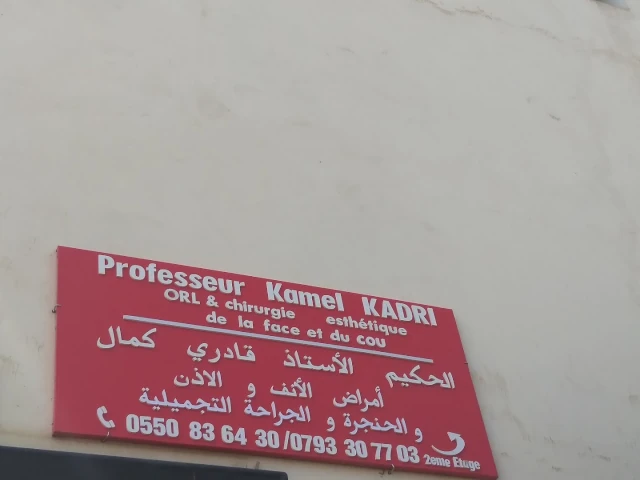 Professeur Kamel KADRI
ORL & chirurgie esthétique
de la face et du cou
الحكيم الأستاذ قادري كمال
أمراض الأنف و الاذن
و الحنجرة و الجراحة التجميلية
0550 83 64 30/0793 30 77 03 2eme Etage